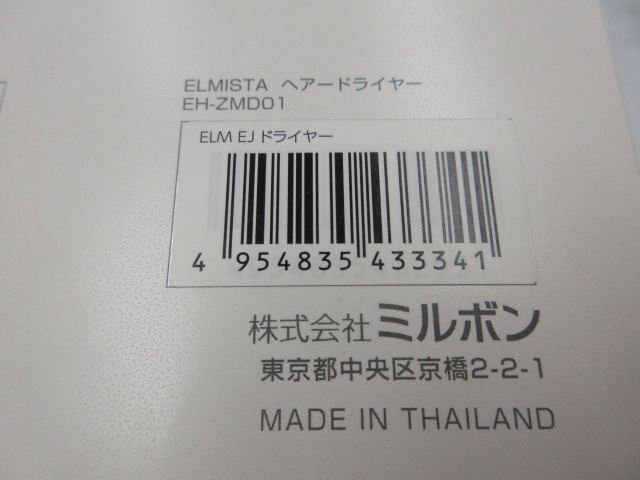 ELMISTA ヘアードライヤー
EH-ZMD01
ELM EJ ドライヤー
4 954835 433341
株式会社 ミルボン
東京都中央区京橋2-2-1
MADE IN THAILAND